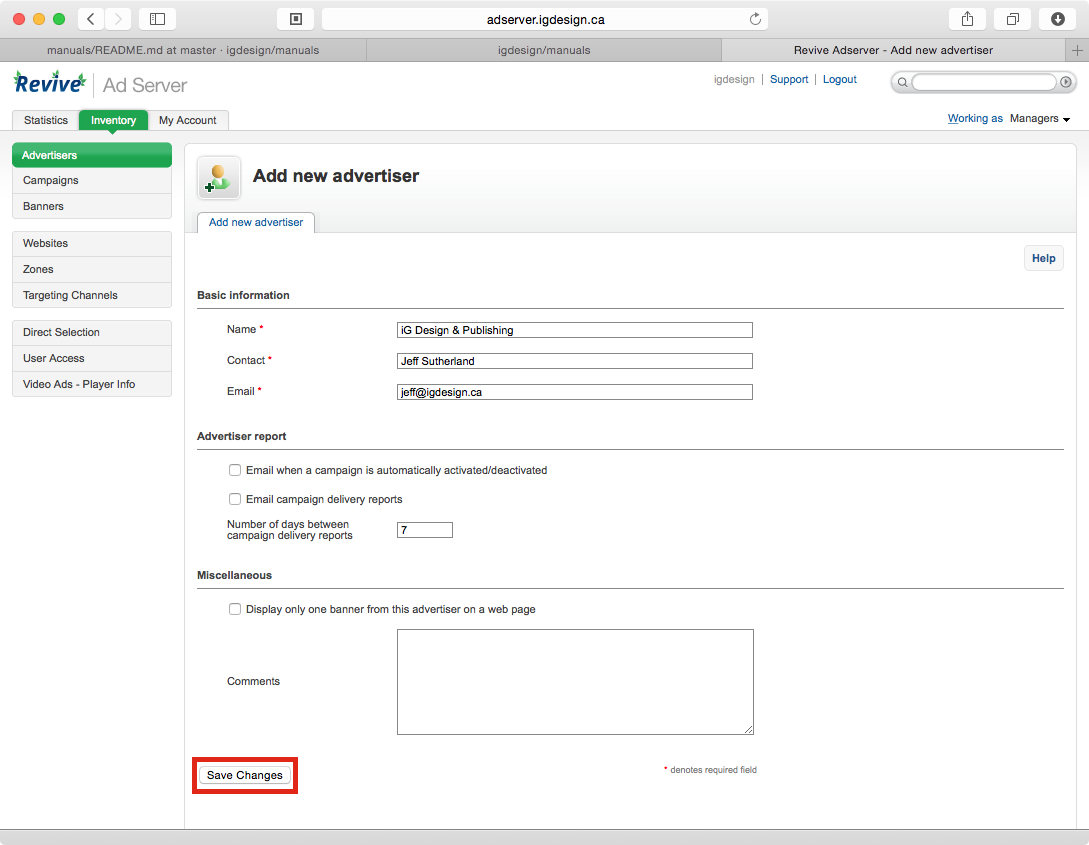 adserver.igdesign.ca
manuals/README.md at master · igdesign/manuals
igdesign/manuals
Revive Adserver - Add new advertiser
Revive | Ad Server
igdesign | Support | Logout
Statistics
Inventory
My Account
Working as Managers
Advertisers
Campaigns
Banners
Websites
Zones
Targeting Channels
Direct Selection
User Access
Video Ads - Player Info
Add new advertiser
Add new advertiser
Help
Basic information
Name * iG Design & Publishing
Contact * Jeff Sutherland
Email * jeff@igdesign.ca
Advertiser report
Email when a campaign is automatically activated/deactivated
Email campaign delivery reports
Number of days between
campaign delivery reports
7
Miscellaneous
Display only one banner from this advertiser on a web page
Comments
Save Changes
* denotes required field